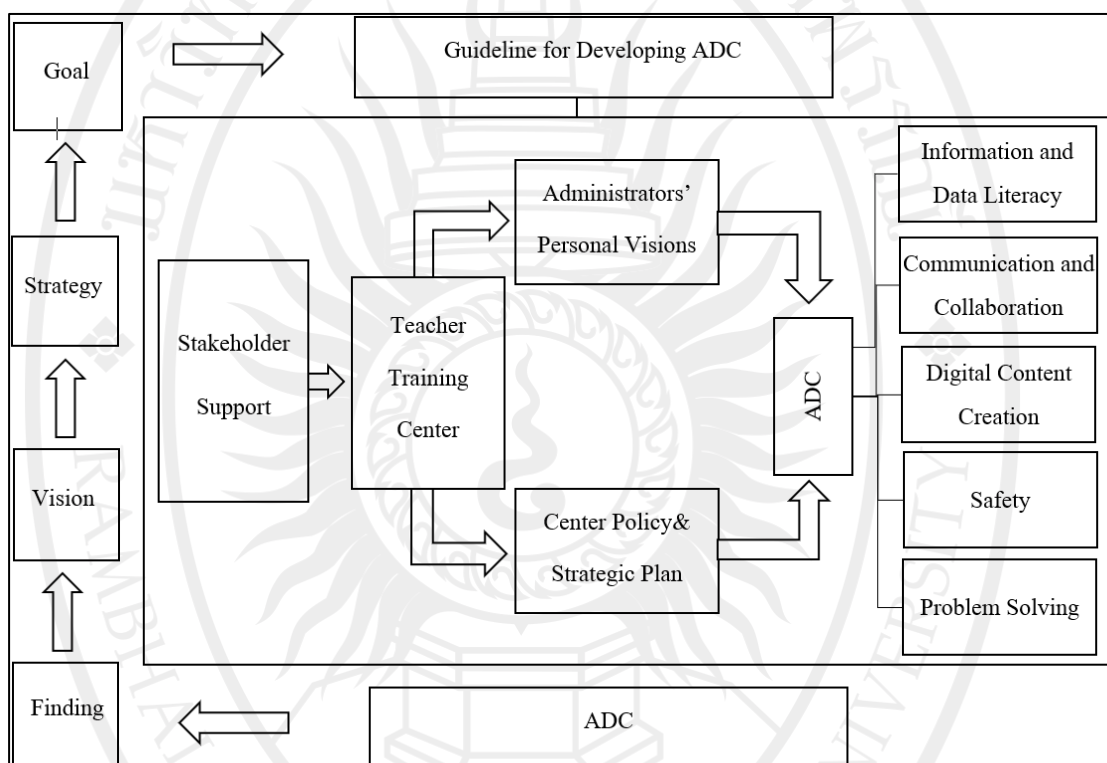 Goal
Guideline for Developing ADC
Strategy
Vision
Finding
Stakeholder
Support
Teacher
Training
Center
Administrators’
Personal Visions
Center Policy&
Strategic Plan
ADC
Information and
Data Literacy
Communication and
Collaboration
Digital Content
Creation
Safety
Problem Solving
ADC
UNIVERSITY